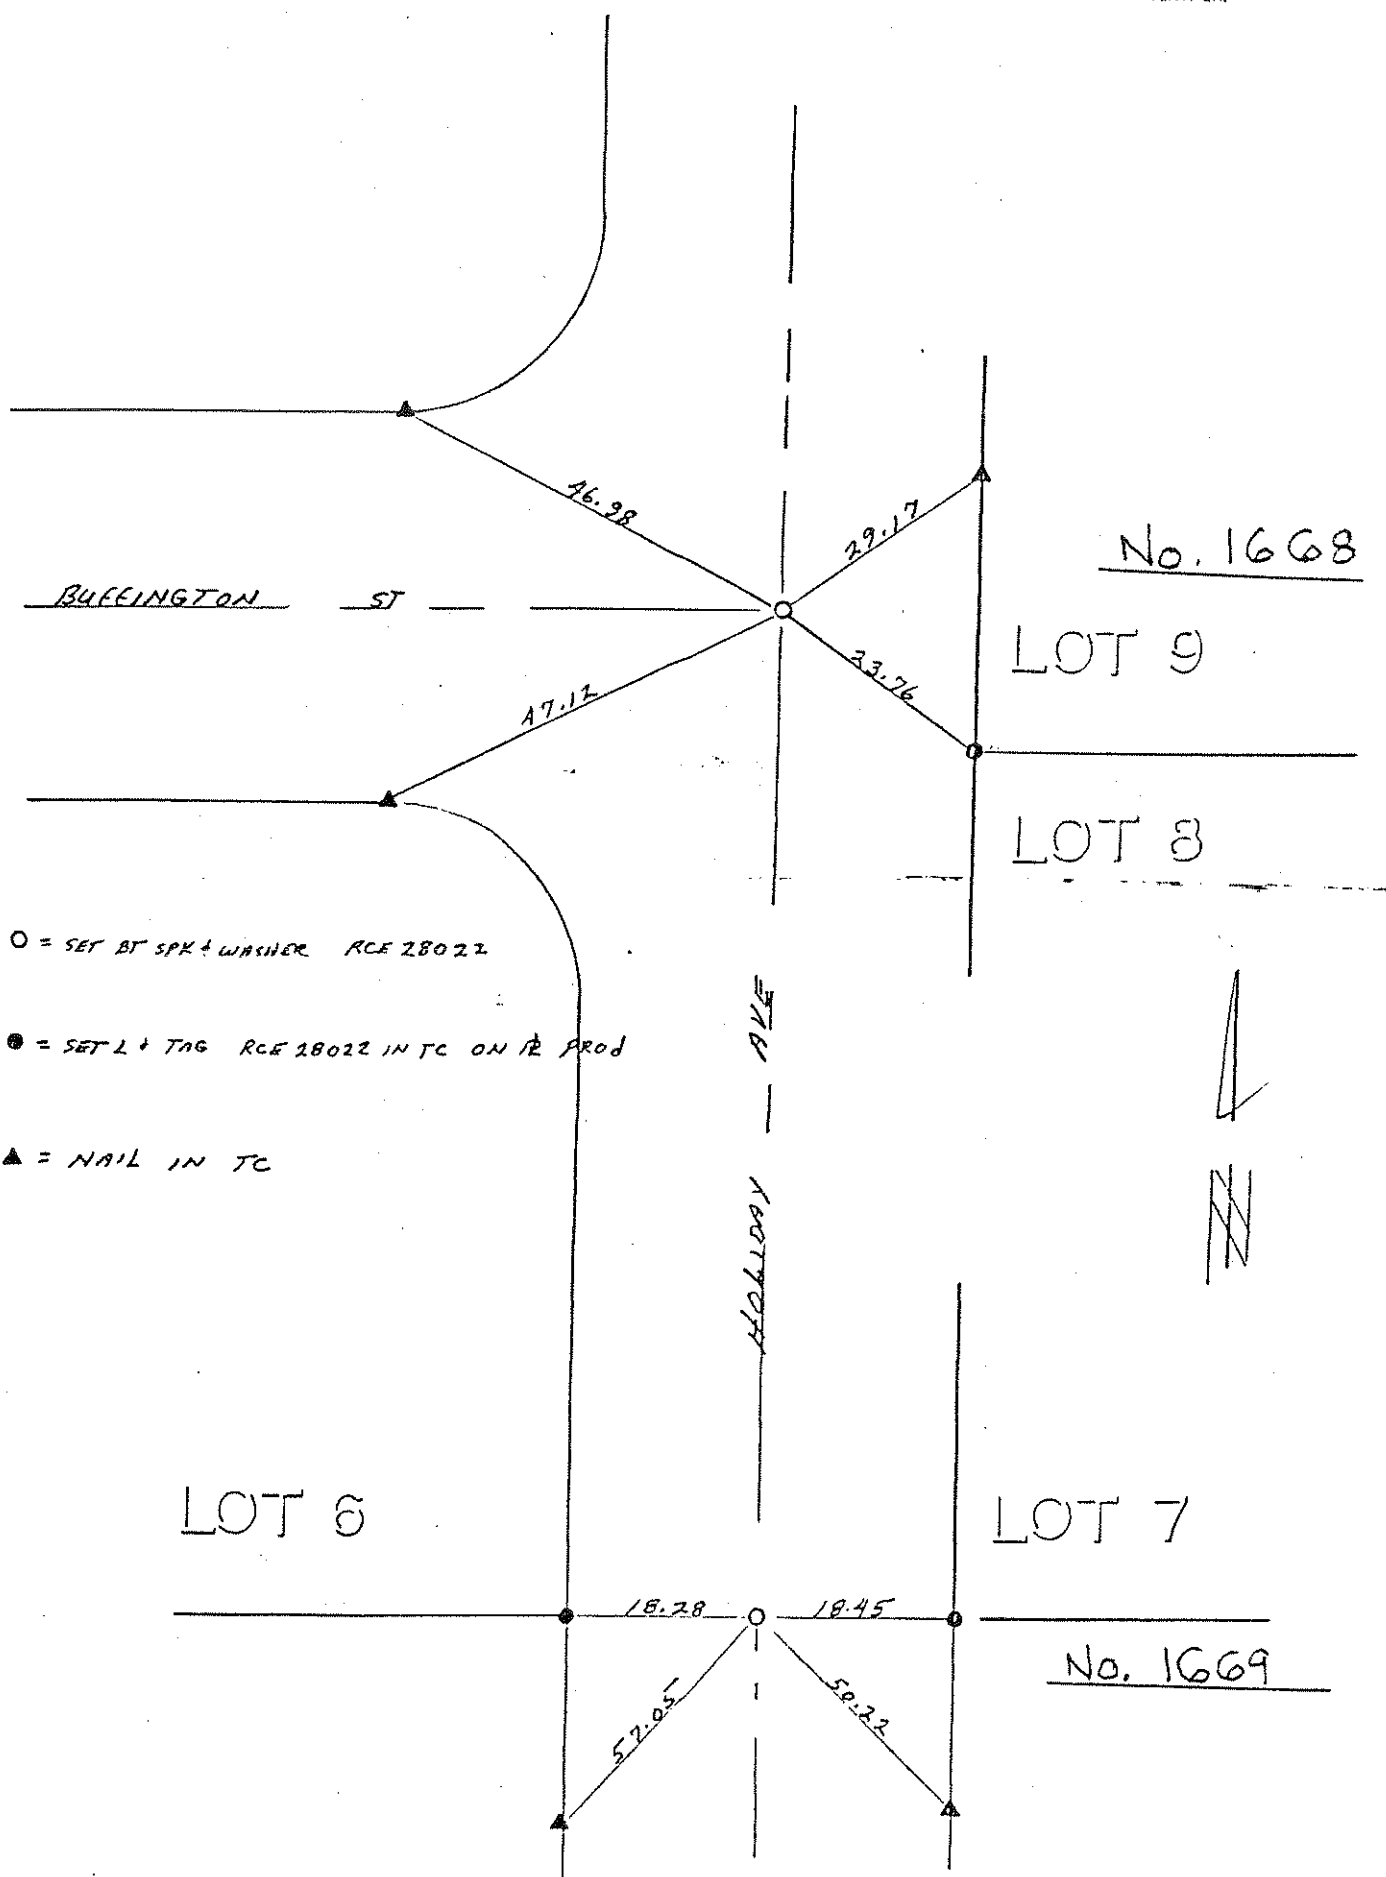 46.98
29.17
No. 1668
BUFFINGTON ST
LOT 9
33.76
47.12
LOT 8
O = SET BT SPK & WASHER RCE 28022
● = SET L & TAG RCE 28022 IN TC ON PL PROD
AVE
▲ = NAIL IN TC
N
HOLIDAY
LOT 6
LOT 7
18.28
18.45
No. 1669
57.05
50.22